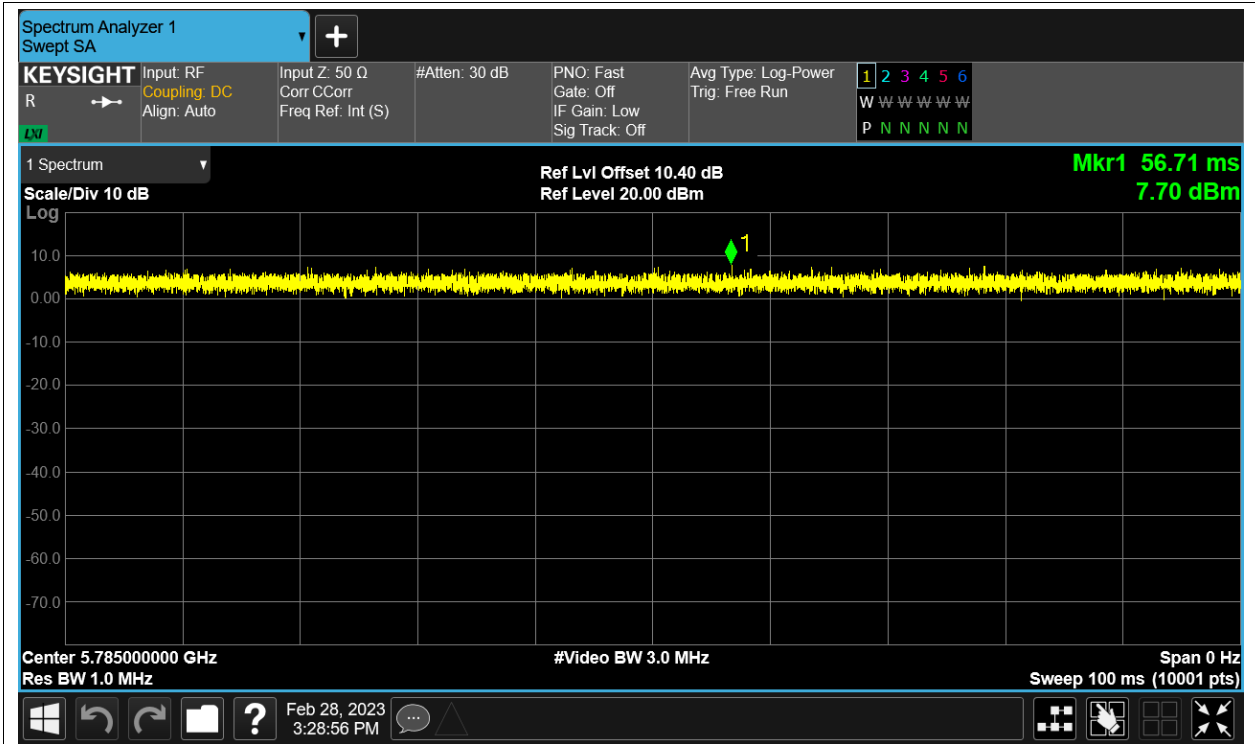 Spectrum Analyzer 1
Swept SA
KEYSIGHT
R
LXI
Input: RF
Coupling: DC
Align: Auto
Input Z: 50 Ω
Corr CCorr
Freq Ref: Int (S)
#Atten: 30 dB
PNO: Fast
Gate: Off
IF Gain: Low
Sig Track: Off
Avg Type: Log-Power
Trig: Free Run
1 2 3 4 5 6
W W W W W W
P N N N N N
1 Spectrum
Scale/Div 10 dB
Ref Lvl Offset 10.40 dB
Ref Level 20.00 dBm
Mkr1 56.71 ms
7.70 dBm
Log
1
10.0
0.00
-10.0
-20.0
-30.0
-40.0
-50.0
-60.0
-70.0
Center 5.785000000 GHz
#Video BW 3.0 MHz
Span 0 Hz
Res BW 1.0 MHz
Sweep 100 ms (10001 pts)
?
Feb 28, 2023
3:28:56 PM